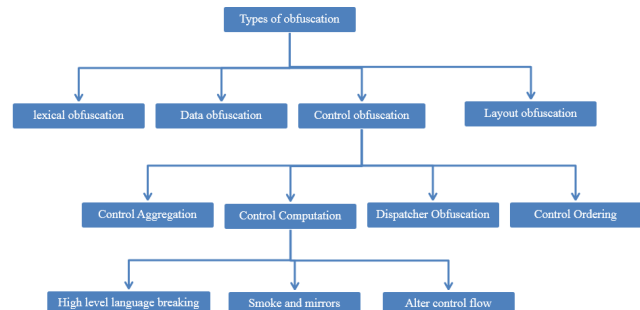 Types of obfuscation
lexical obfuscation
Data obfuscation
Control obfuscation
Layout obfuscation
Control Aggregation
Control Computation
Dispatcher Obfuscation
Control Ordering
High level language breaking
Smoke and mirrors
Alter control flow